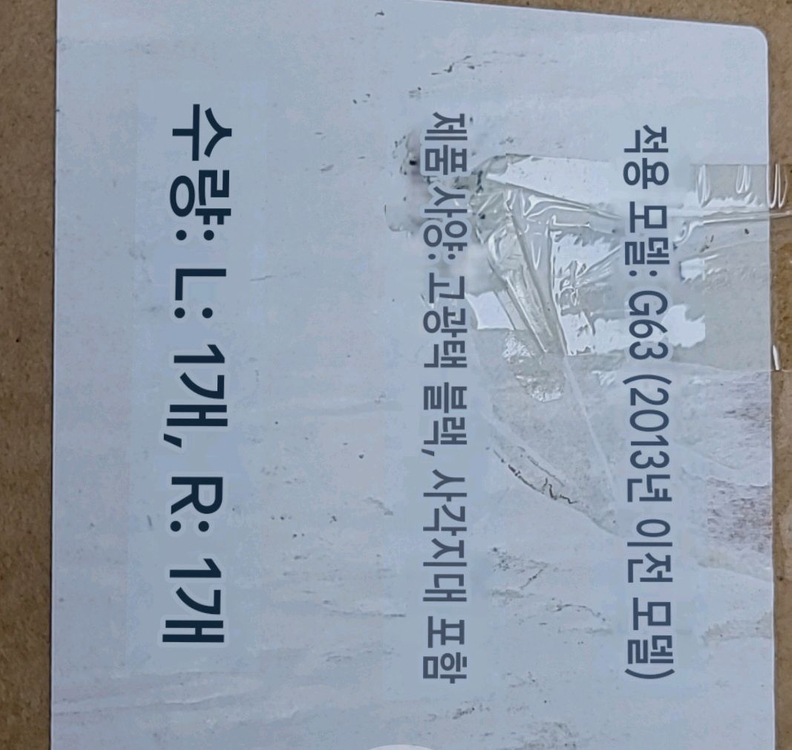 적용 모델: G63 (2013년 이전 모델)
제품 사양: 고광택 블랙, 사각지대 포함
수량: L: 1개, R: 1개